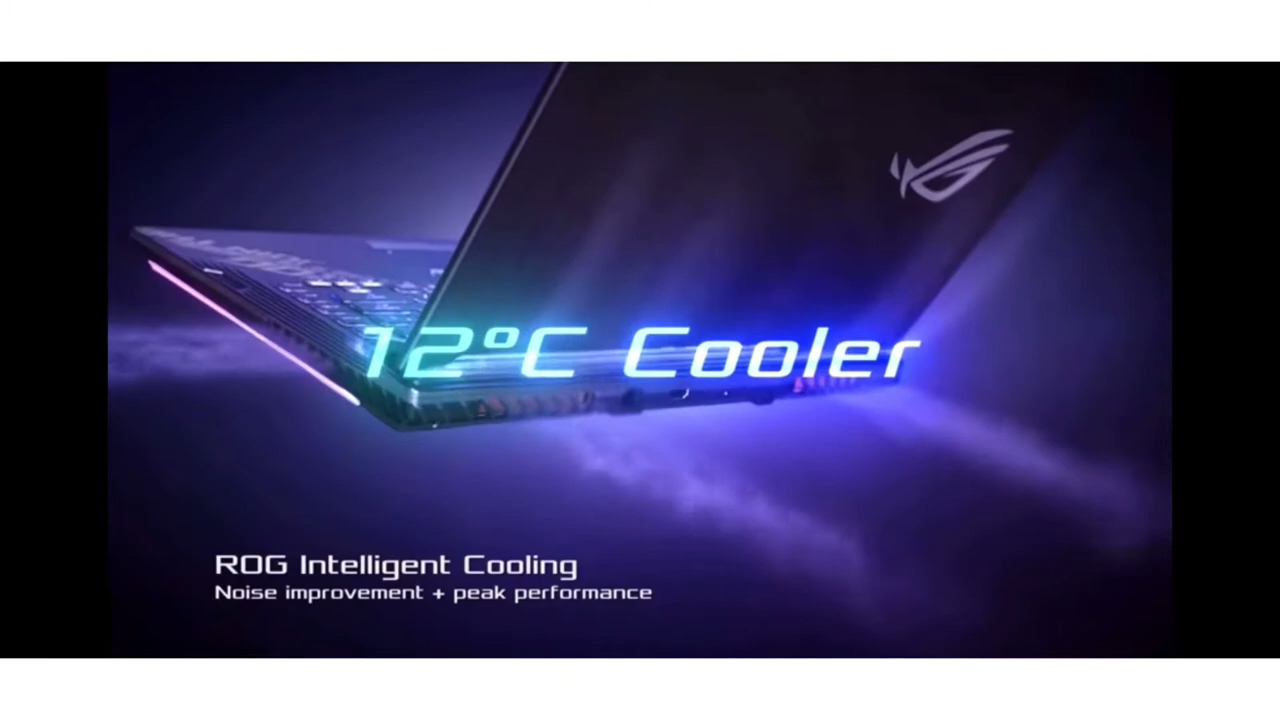 12°C Cooler
ROG Intelligent Cooling
Noise improvement + peak performance